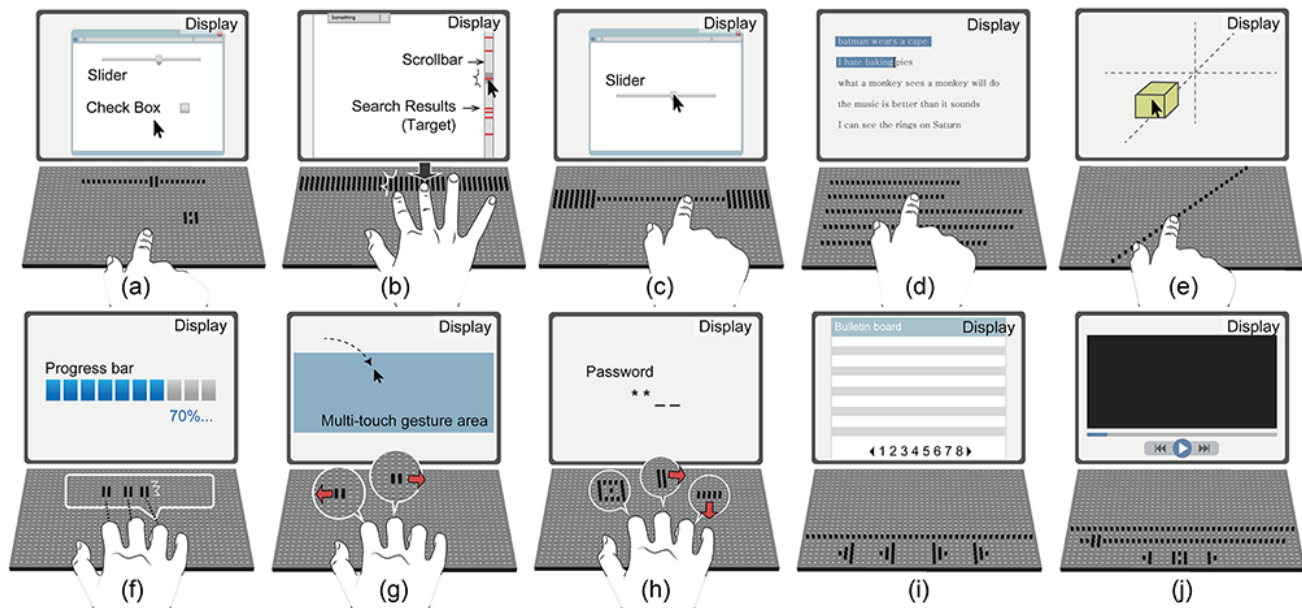 Display
Slider
Check Box
(a)
Something
Display
Scrollbar
Search Results
(Target)
(b)
Display
Slider
(c)
Display
batman wears a cape
I hate baking pies
what a monkey sees a monkey will do
the music is better than it sounds
I can see the rings on Saturn
(d)
Display
(e)
Display
Progress bar
70%...
(f)
Display
Multi-touch gesture area
(g)
Display
Password
* * _ _
(h)
Bulletin board
Display
1 2 3 4 5 6 7 8
(i)
Display
(j)